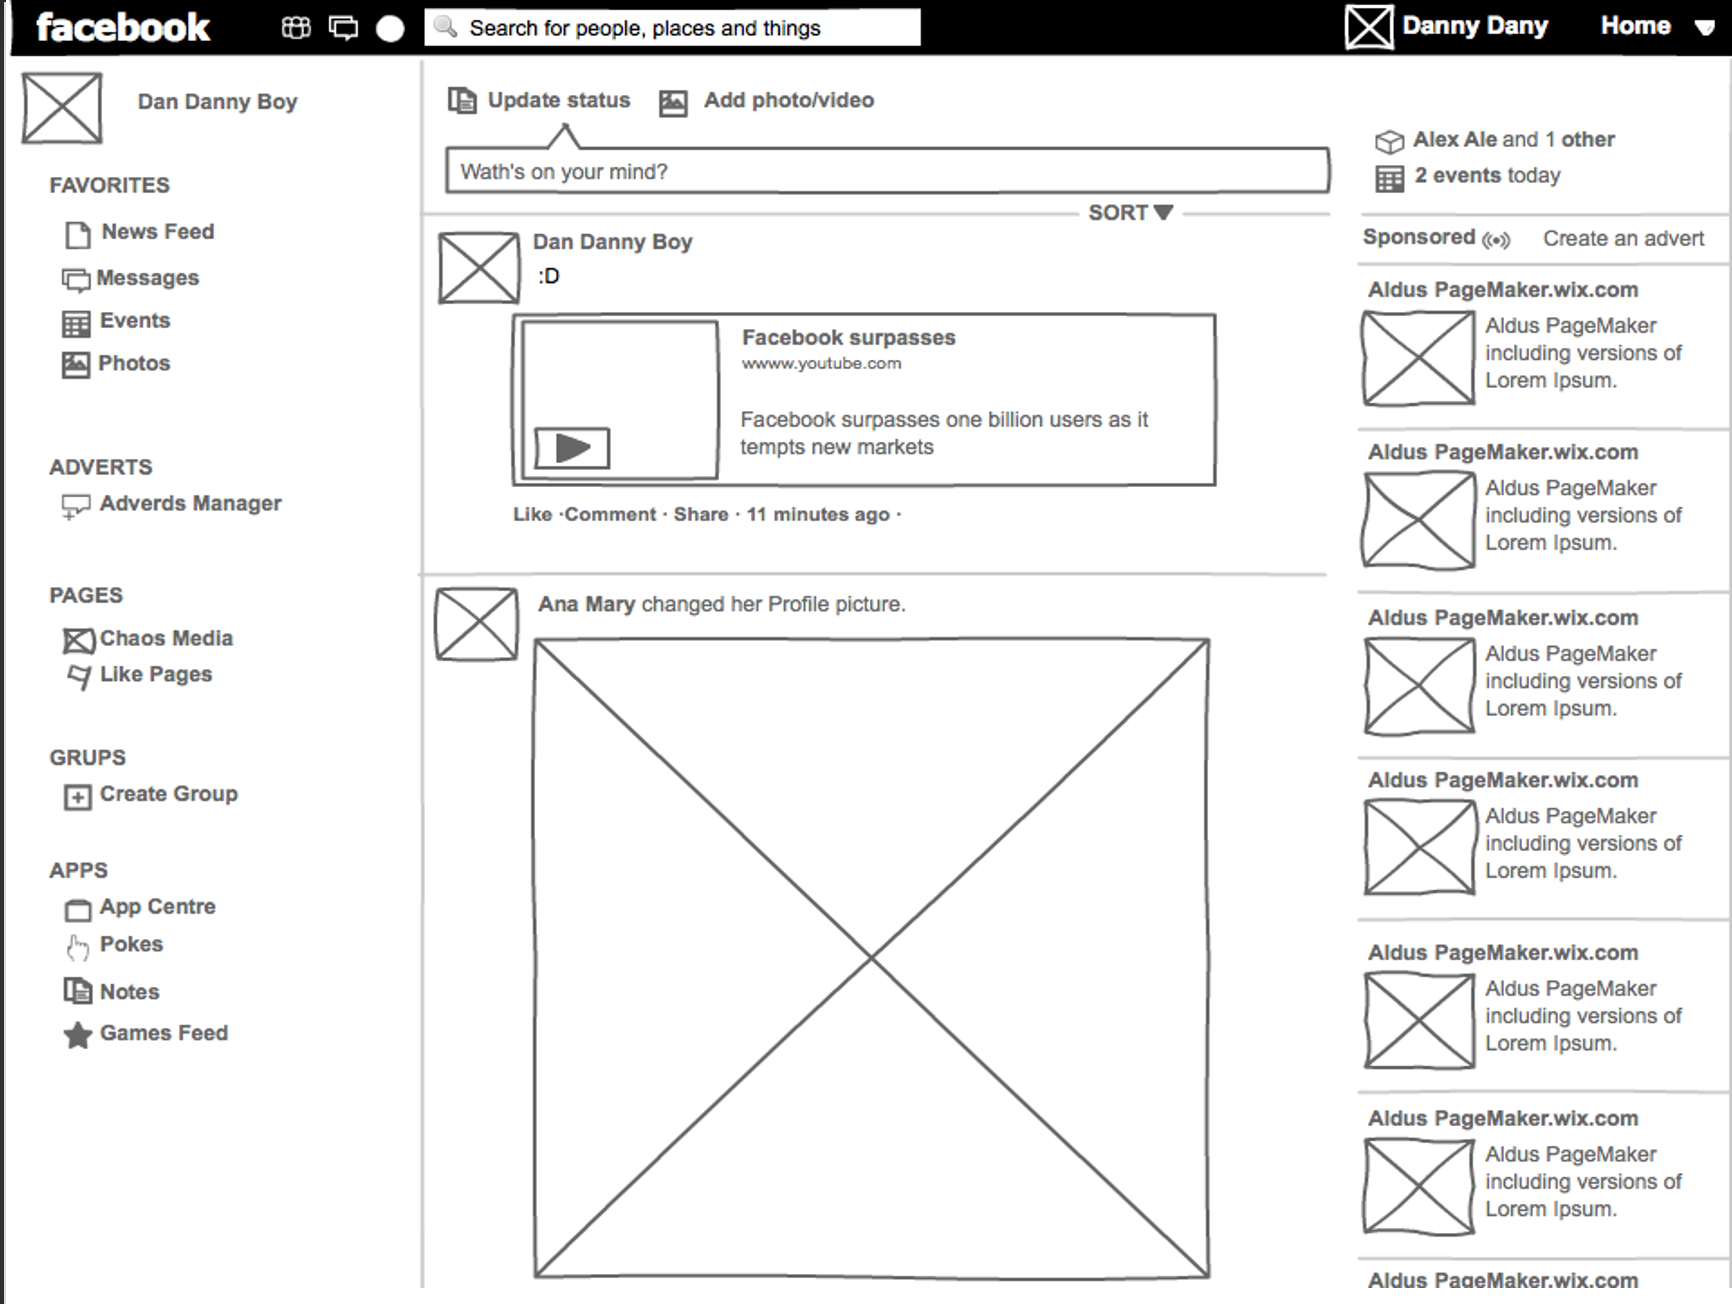 facebook
Search for people, places and things
Danny Dany
Home
Dan Danny Boy
FAVORITES
News Feed
Messages
Events
Photos
ADVERTS
Adverds Manager
PAGES
Chaos Media
Like Pages
GRUPS
Create Group
APPS
App Centre
Pokes
Notes
Games Feed
Update status
Add photo/video
Wath's on your mind?
SORT
Dan Danny Boy
:D
Facebook surpasses
wwww.youtube.com
Facebook surpasses one billion users as it
tempts new markets
Like ·Comment · Share · 11 minutes ago ·
Ana Mary changed her Profile picture.
Alex Ale and 1 other
2 events today
Sponsored
Create an advert
Aldus PageMaker.wix.com
Aldus PageMaker
including versions of
Lorem Ipsum.
Aldus PageMaker.wix.com
Aldus PageMaker
including versions of
Lorem Ipsum.
Aldus PageMaker.wix.com
Aldus PageMaker
including versions of
Lorem Ipsum.
Aldus PageMaker.wix.com
Aldus PageMaker
including versions of
Lorem Ipsum.
Aldus PageMaker.wix.com
Aldus PageMaker
including versions of
Lorem Ipsum.
Aldus PageMaker.wix.com
Aldus PageMaker
including versions of
Lorem Ipsum.
Aldus PageMaker.wix.com